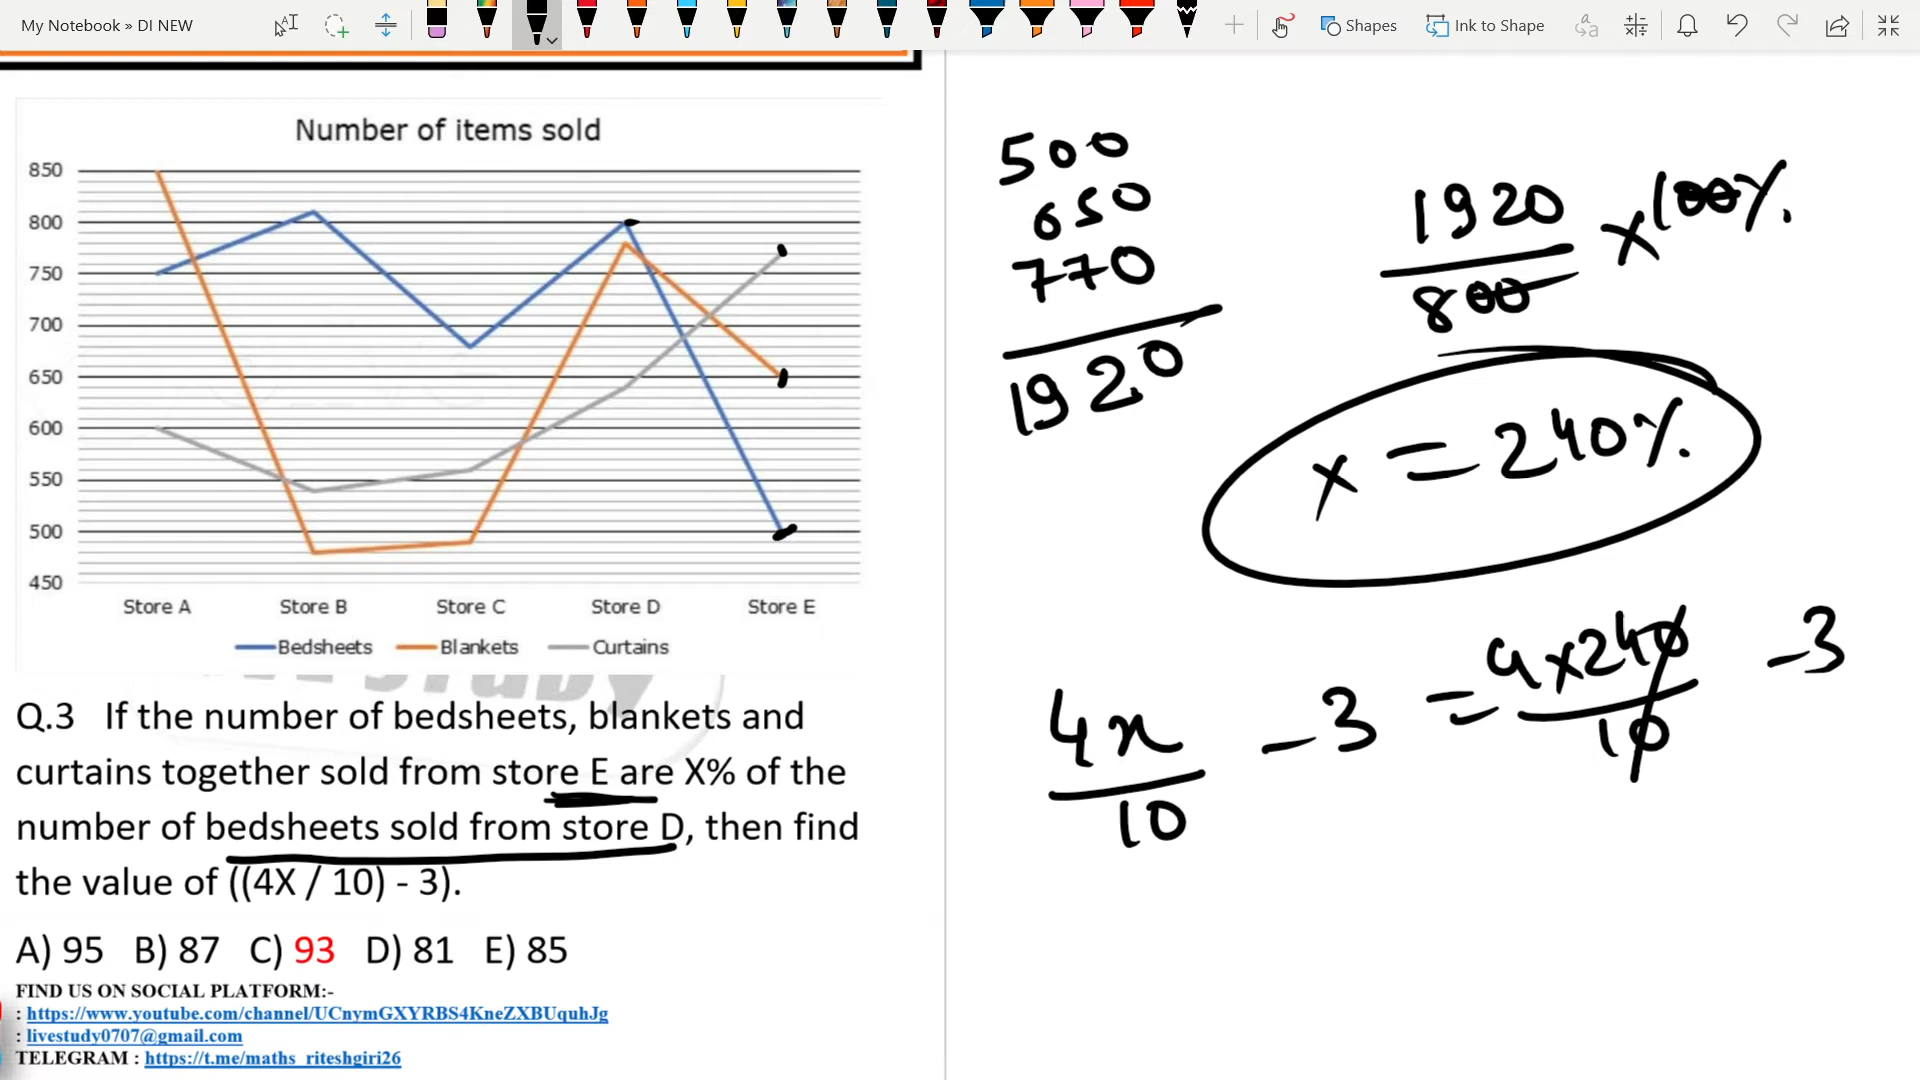 My Notebook » DI NEW
Shapes
Ink to Shape
Number of items sold
850
800
750
700
650
600
550
500
450
Store A Store B Store C Store D Store E
Bedsheets Blankets Curtains
Q.3 If the number of bedsheets, blankets and
curtains together sold from store E are X% of the
number of bedsheets sold from store D, then find
the value of ((4X / 10) - 3).
A) 95 B) 87 C) 93 D) 81 E) 85
FIND US ON SOCIAL PLATFORM:-
: https://www.youtube.com/channel/UCnymGXYRBS4KneZXBUquhJg
: livestudy0707@gmail.com
TELEGRAM : https://t.me/maths_riteshgiri26
500
650
770
1920
1920
800
x100%.
x = 240%.
4x
10
-3
=
4x240
10
-3